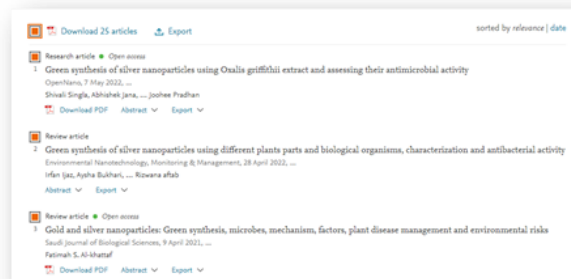 Download 25 articles Export sorted by relevance | date
Research article Open access
1 Green synthesis of silver nanoparticles using Oxalis griffithii extract and assessing their antimicrobial activity
OpenNano, 7 May 2022, ...
Shivali Singla, Abhishek Jana, ... Joohee Pradhan
Download PDF Abstract Export
Review article
2 Green synthesis of silver nanoparticles using different plants parts and biological organisms, characterization and antibacterial activity
Environmental Nanotechnology, Monitoring & Management, 28 April 2022, ...
Irfan Ijaz, Aysha Bukhari, ... Rizwana aftab
Abstract Export
Review article Open access
3 Gold and silver nanoparticles: Green synthesis, microbes, mechanism, factors, plant disease management and environmental risks
Saudi Journal of Biological Sciences, 9 April 2021, ...
Fatimah S. Al-khattaf
Download PDF Abstract Export